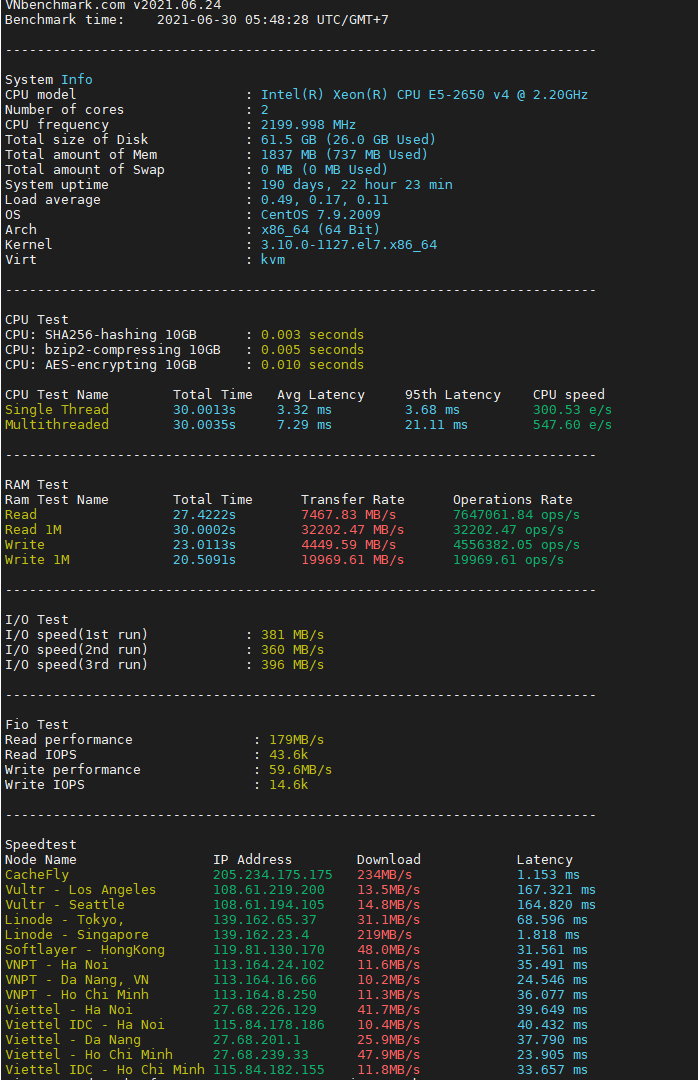 VNbenchmark.com v2021.06.24
Benchmark time:    2021-06-30 05:48:28 UTC/GMT+7
--------------------------------------------------------------------------
System Info
CPU model                     : Intel(R) Xeon(R) CPU E5-2650 v4 @ 2.20GHz
Number of cores               : 2
CPU frequency                 : 2199.998 MHz
Total size of Disk            : 61.5 GB (26.0 GB Used)
Total amount of Mem           : 1837 MB (737 MB Used)
Total amount of Swap          : 0 MB (0 MB Used)
System uptime                 : 190 days, 22 hour 23 min
Load average                  : 0.49, 0.17, 0.11
OS                            : CentOS 7.9.2009
Arch                          : x86_64 (64 Bit)
Kernel                        : 3.10.0-1127.el7.x86_64
Virt                          : kvm
--------------------------------------------------------------------------
CPU Test
CPU: SHA256-hashing 10GB      : 0.003 seconds
CPU: bzip2-compressing 10GB   : 0.005 seconds
CPU: AES-encrypting 10GB      : 0.010 seconds
CPU Test Name        Total Time   Avg Latency     95th Latency    CPU speed
Single Thread        30.0013s     3.32 ms         3.68 ms         300.53 e/s
Multithreaded        30.0035s     7.29 ms         21.11 ms        547.60 e/s
--------------------------------------------------------------------------
RAM Test
Ram Test Name        Total Time      Transfer Rate      Operations Rate
Read                 27.4222s        7467.83 MB/s       7647061.84 ops/s
Read 1M              30.0002s        32202.47 MB/s      32202.47 ops/s
Write                23.0113s        4449.59 MB/s       4556382.05 ops/s
Write 1M             20.5091s        19969.61 MB/s      19969.61 ops/s
--------------------------------------------------------------------------
I/O Test
I/O speed(1st run)            : 381 MB/s
I/O speed(2nd run)            : 360 MB/s
I/O speed(3rd run)            : 396 MB/s
--------------------------------------------------------------------------
Fio Test
Read performance               : 179MB/s
Read IOPS                      : 43.6k
Write performance              : 59.6MB/s
Write IOPS                     : 14.6k
--------------------------------------------------------------------------
Speedtest
Node Name                 IP Address        Download            Latency
CacheFly                  205.234.175.175   234MB/s             1.153 ms
Vultr - Los Angeles       108.61.219.200    13.5MB/s            167.321 ms
Vultr - Seattle           108.61.194.105    14.8MB/s            164.820 ms
Linode - Tokyo,           139.162.65.37     31.1MB/s            68.596 ms
Linode - Singapore        139.162.23.4      219MB/s             1.818 ms
Softlayer - HongKong      119.81.130.170    48.0MB/s            31.561 ms
VNPT - Ha Noi             113.164.24.102    11.6MB/s            35.491 ms
VNPT - Da Nang, VN        113.164.16.66     10.2MB/s            24.546 ms
VNPT - Ho Chi Minh        113.164.8.250     11.3MB/s            36.077 ms
Viettel - Ha Noi          27.68.226.129     41.7MB/s            39.649 ms
Viettel IDC - Ha Noi      115.84.178.186    10.4MB/s            40.432 ms
Viettel - Da Nang         27.68.201.1       25.9MB/s            37.790 ms
Viettel - Ho Chi Minh     27.68.239.33      47.9MB/s            23.905 ms
Viettel IDC - Ho Chi Minh 115.84.182.155    11.8MB/s            33.657 ms